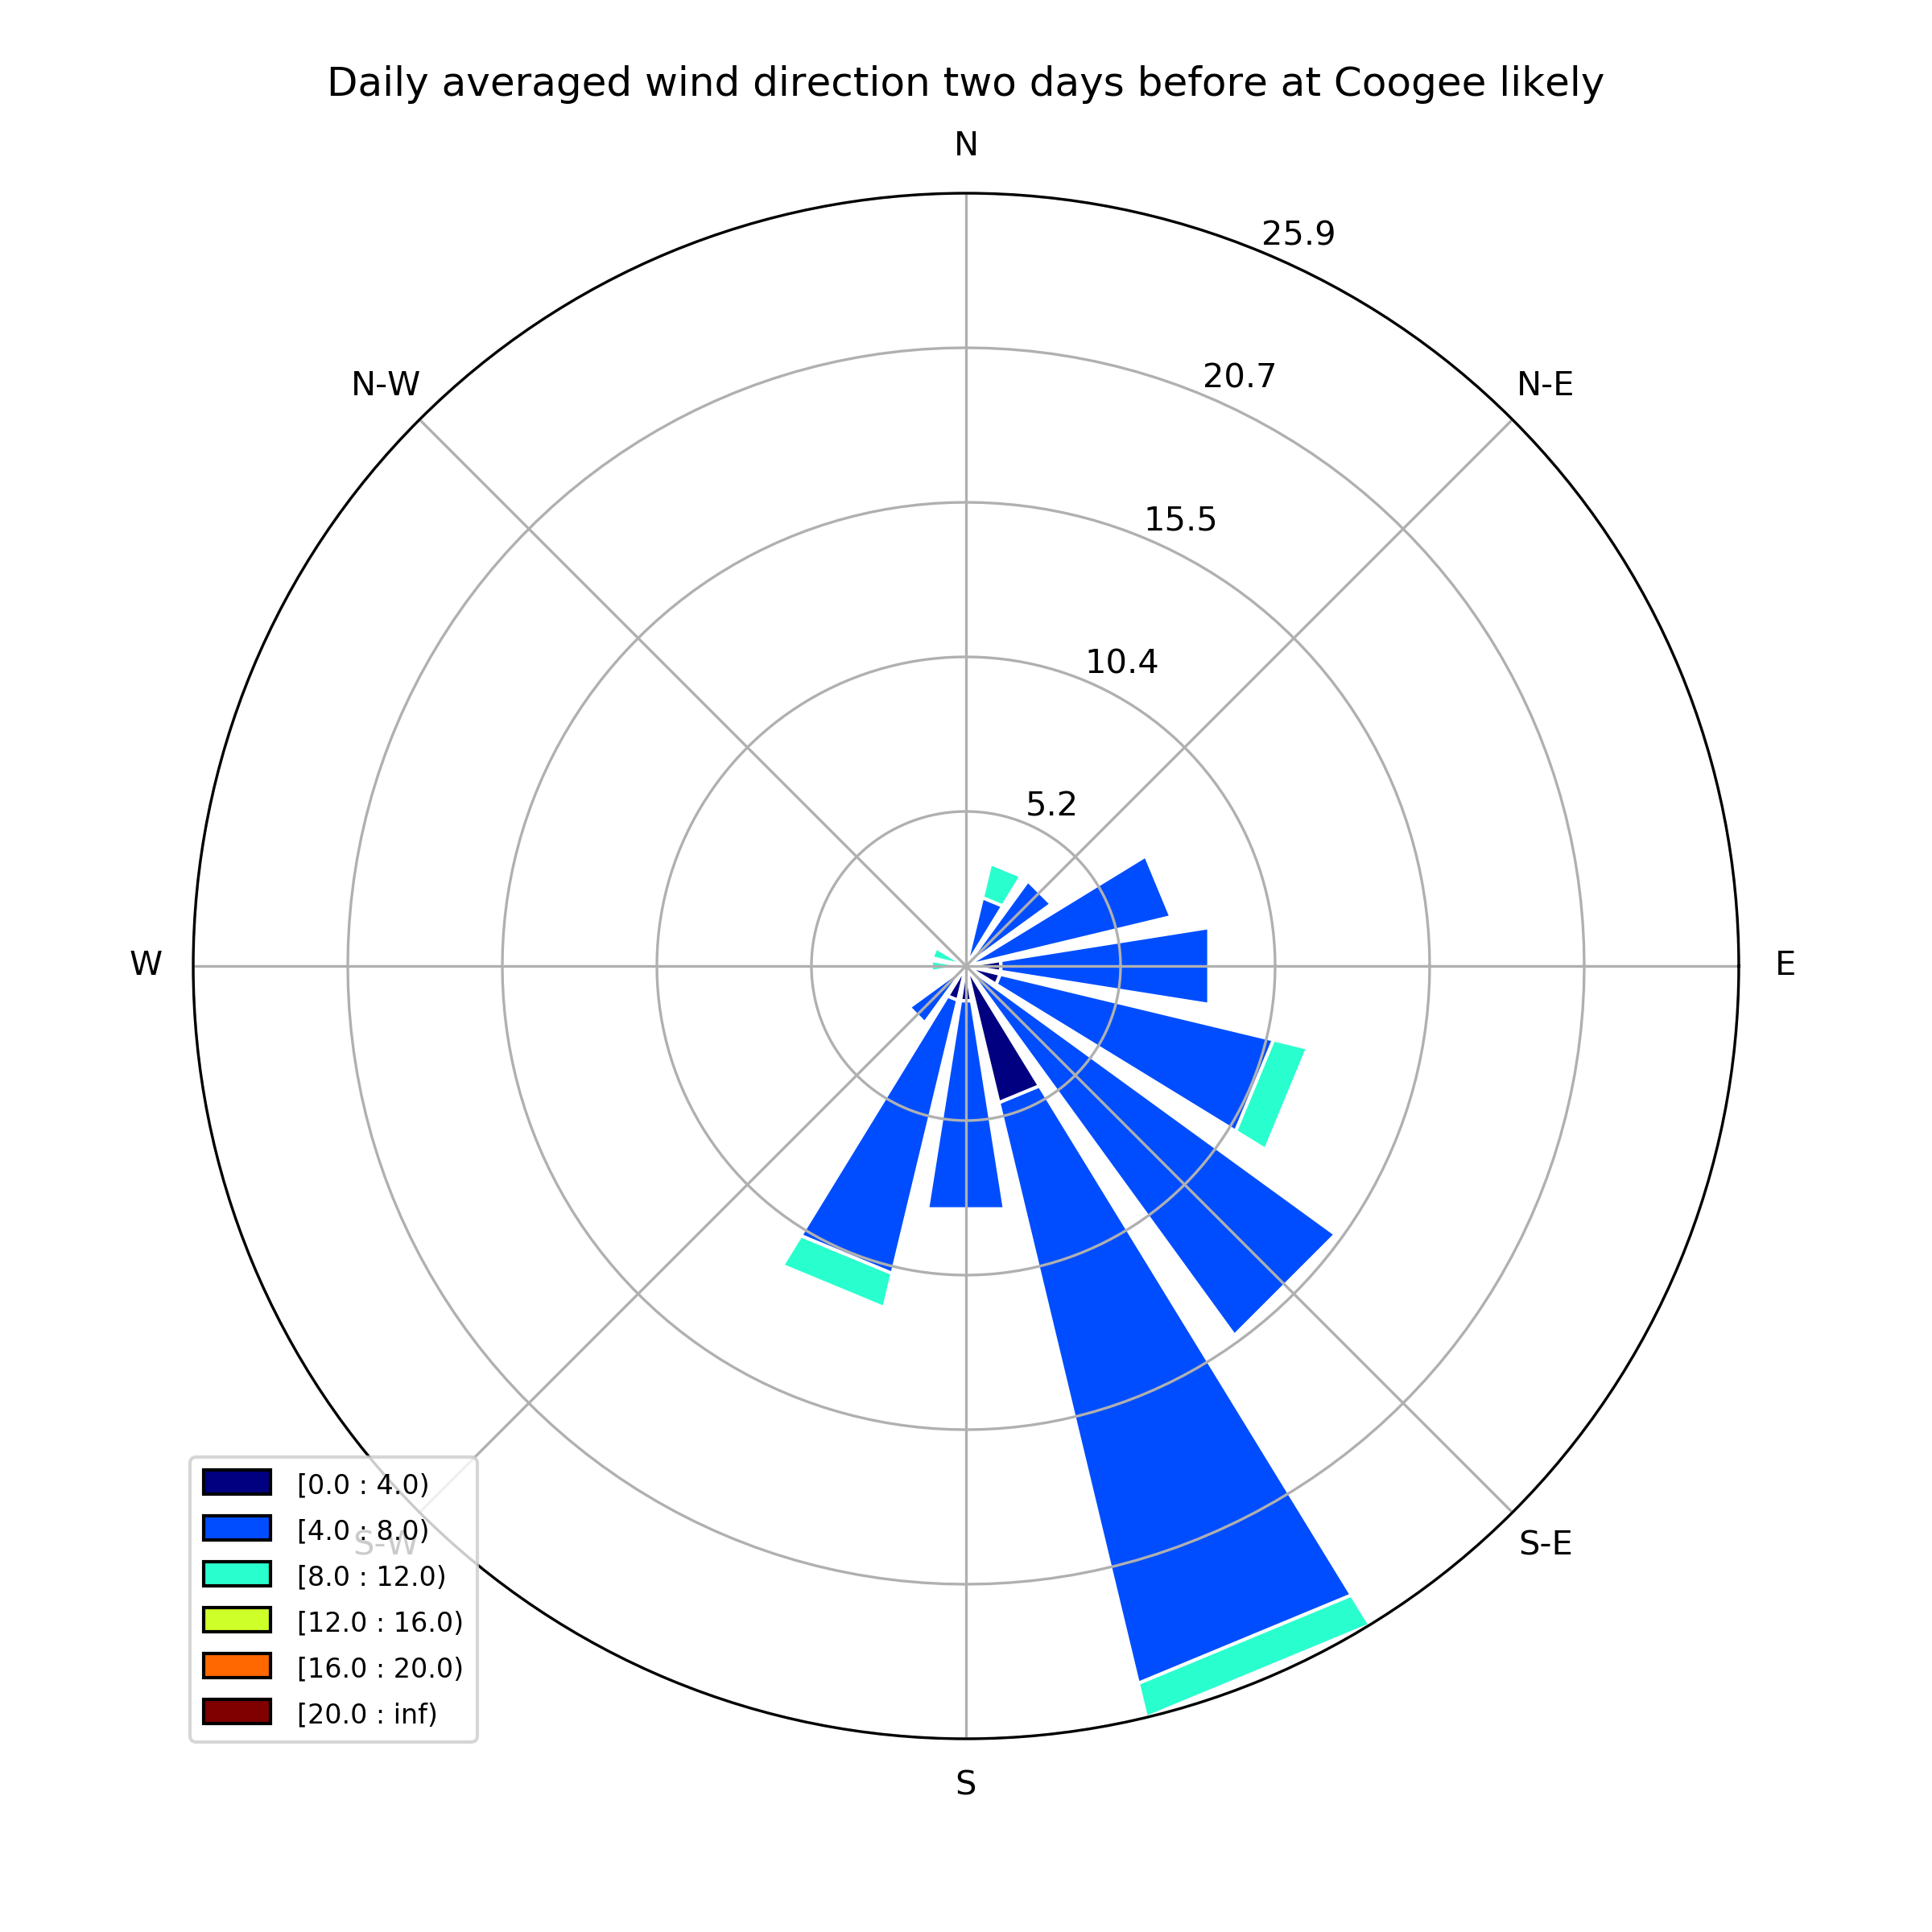 Daily averaged wind direction two days before at Coogee likely
N
25.9
N-W
N-E
20.7
15.5
10.4
5.2
W
E
[0.0 : 4.0)
[4.0 : 8.0)
S-W
S-E
[8.0 : 12.0)
[12.0 : 16.0)
[16.0 : 20.0)
[20.0 : inf)
S